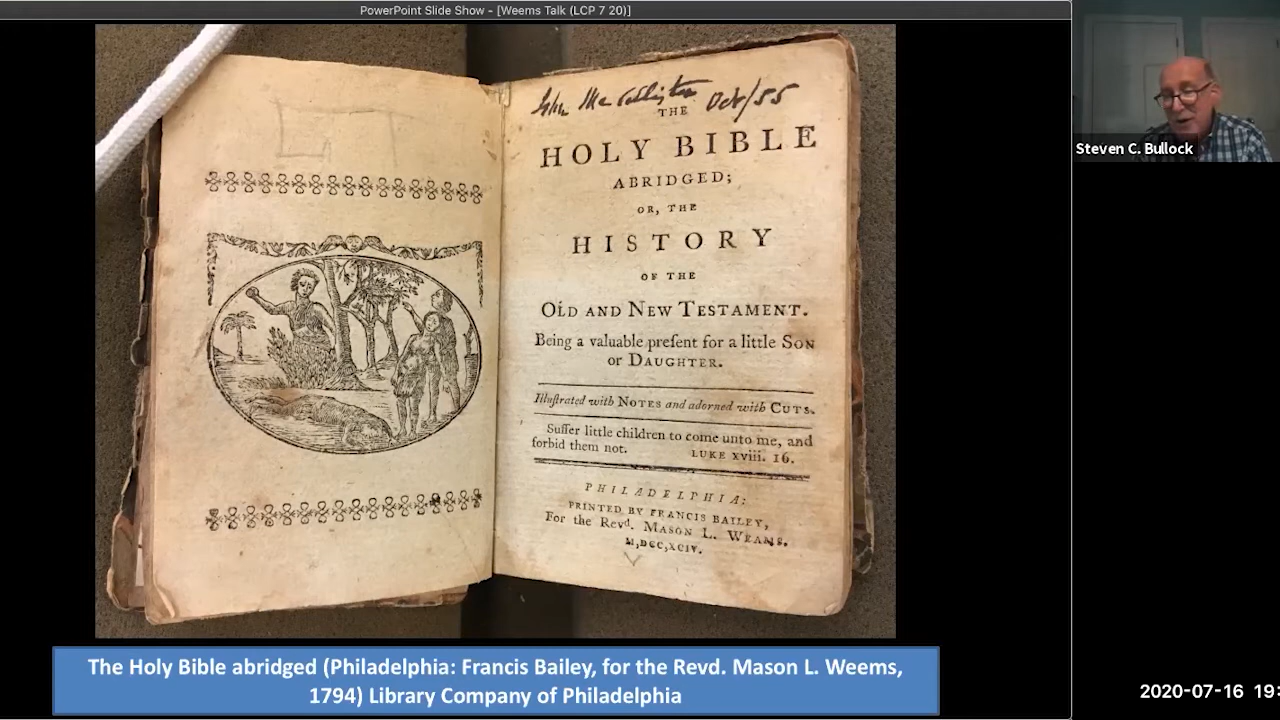 PowerPoint Slide Show - [Weems Talk (LCP 7 20)]
Steven C. Bullock
John McAllister Oct/55
THE
HOLY BIBLE
ABRIDGED;
OR, THE
HISTORY
OF THE
OLD AND NEW TESTAMENT.
Being a valuable preſent for a little SON
or DAUGHTER.
Illuſtrated with NOTES and adorned with CUTS.
Suffer little children to come unto me, and
forbid them not. LUKE xviii. 16.
PHILADELPHIA:
PRINTED BY FRANCIS BAILEY,
For the Revd. MASON L. WEAMS.
M,DCC,XCIV.
The Holy Bible abridged (Philadelphia: Francis Bailey, for the Revd. Mason L. Weems,
1794) Library Company of Philadelphia
2020-07-16 19: